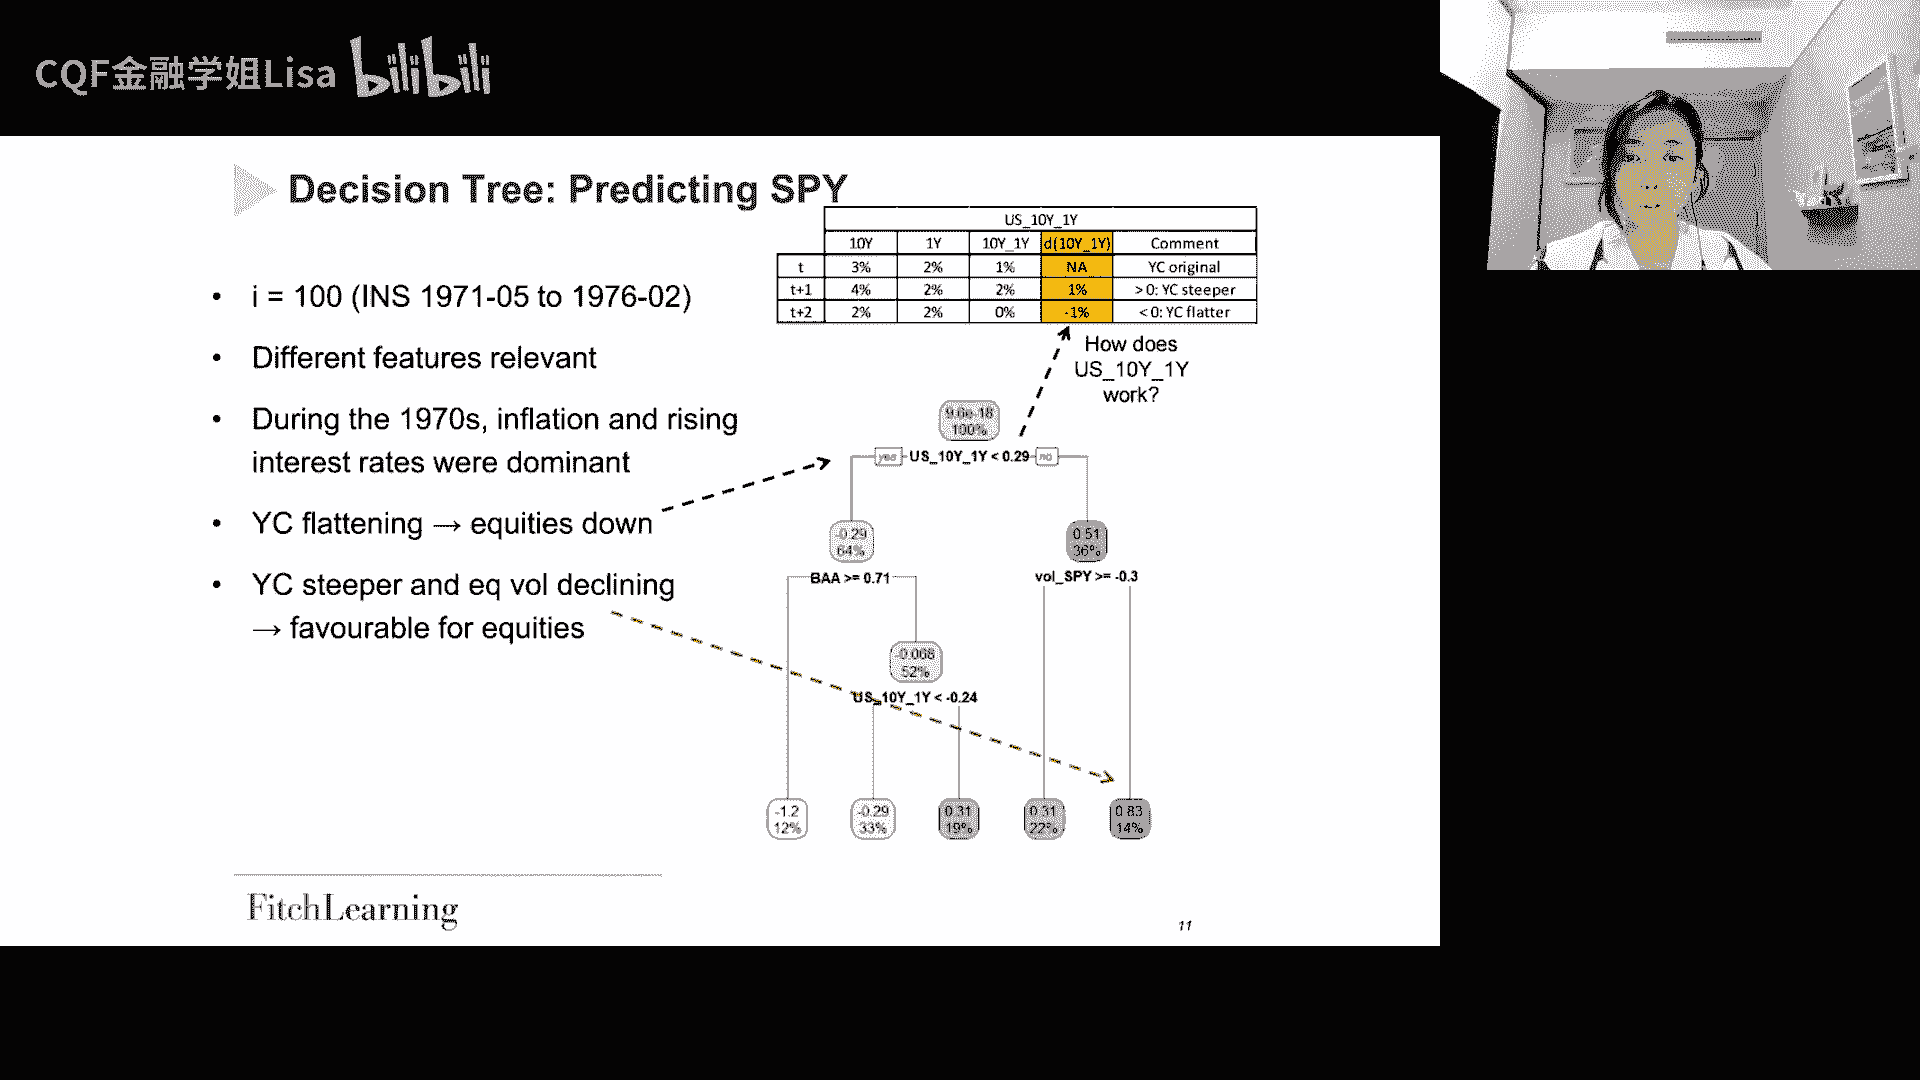 CQF金融学姐Lisa bilibili
Decision Tree: Predicting SPY
• i = 100 (INS 1971-05 to 1976-02)
• Different features relevant
• During the 1970s, inflation and rising
interest rates were dominant
• YC flattening → equities down
• YC steeper and eq vol declining
→ favourable for equities
US_10Y_1Y
10Y 1Y 10Y_1Y d(10Y_1Y) Comment
t 3% 2% 1% NA YC original
t+1 4% 2% 2% 1% > 0: YC steeper
t+2 2% 2% 0% -1% < 0: YC flatter
How does
US_10Y_1Y
work?
9.6e-18
100%
yes US_10Y_1Y < 0.29 no
-0.29
64%
0.51
36%
BAA >= 0.71
vol_SPY >= -0.3
-0.068
52%
US_10Y_1Y < -0.24
-1.2
12%
-0.29
33%
0.31
19%
0.31
22%
0.83
14%
FitchLearning
11